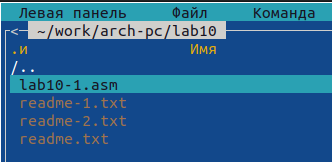 Левая панель Файл Команда
< ~/work/arch-pc/lab10
.и Имя
/..
lab10-1.asm
readme-1.txt
readme-2.txt
readme.txt